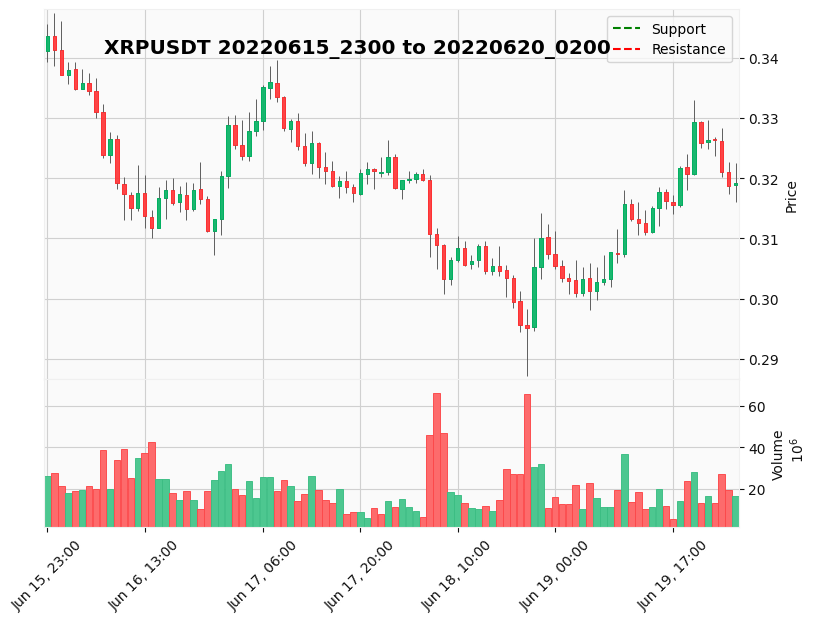 XRPUSDT 20220615_2300 to 20220620_0200
Support
Resistance
0.34
0.33
0.32
0.31
0.30
0.29
Price
60
40
20
Volume
10^6
Jun 15, 23:00
Jun 16, 13:00
Jun 17, 06:00
Jun 17, 20:00
Jun 18, 10:00
Jun 19, 00:00
Jun 19, 17:00